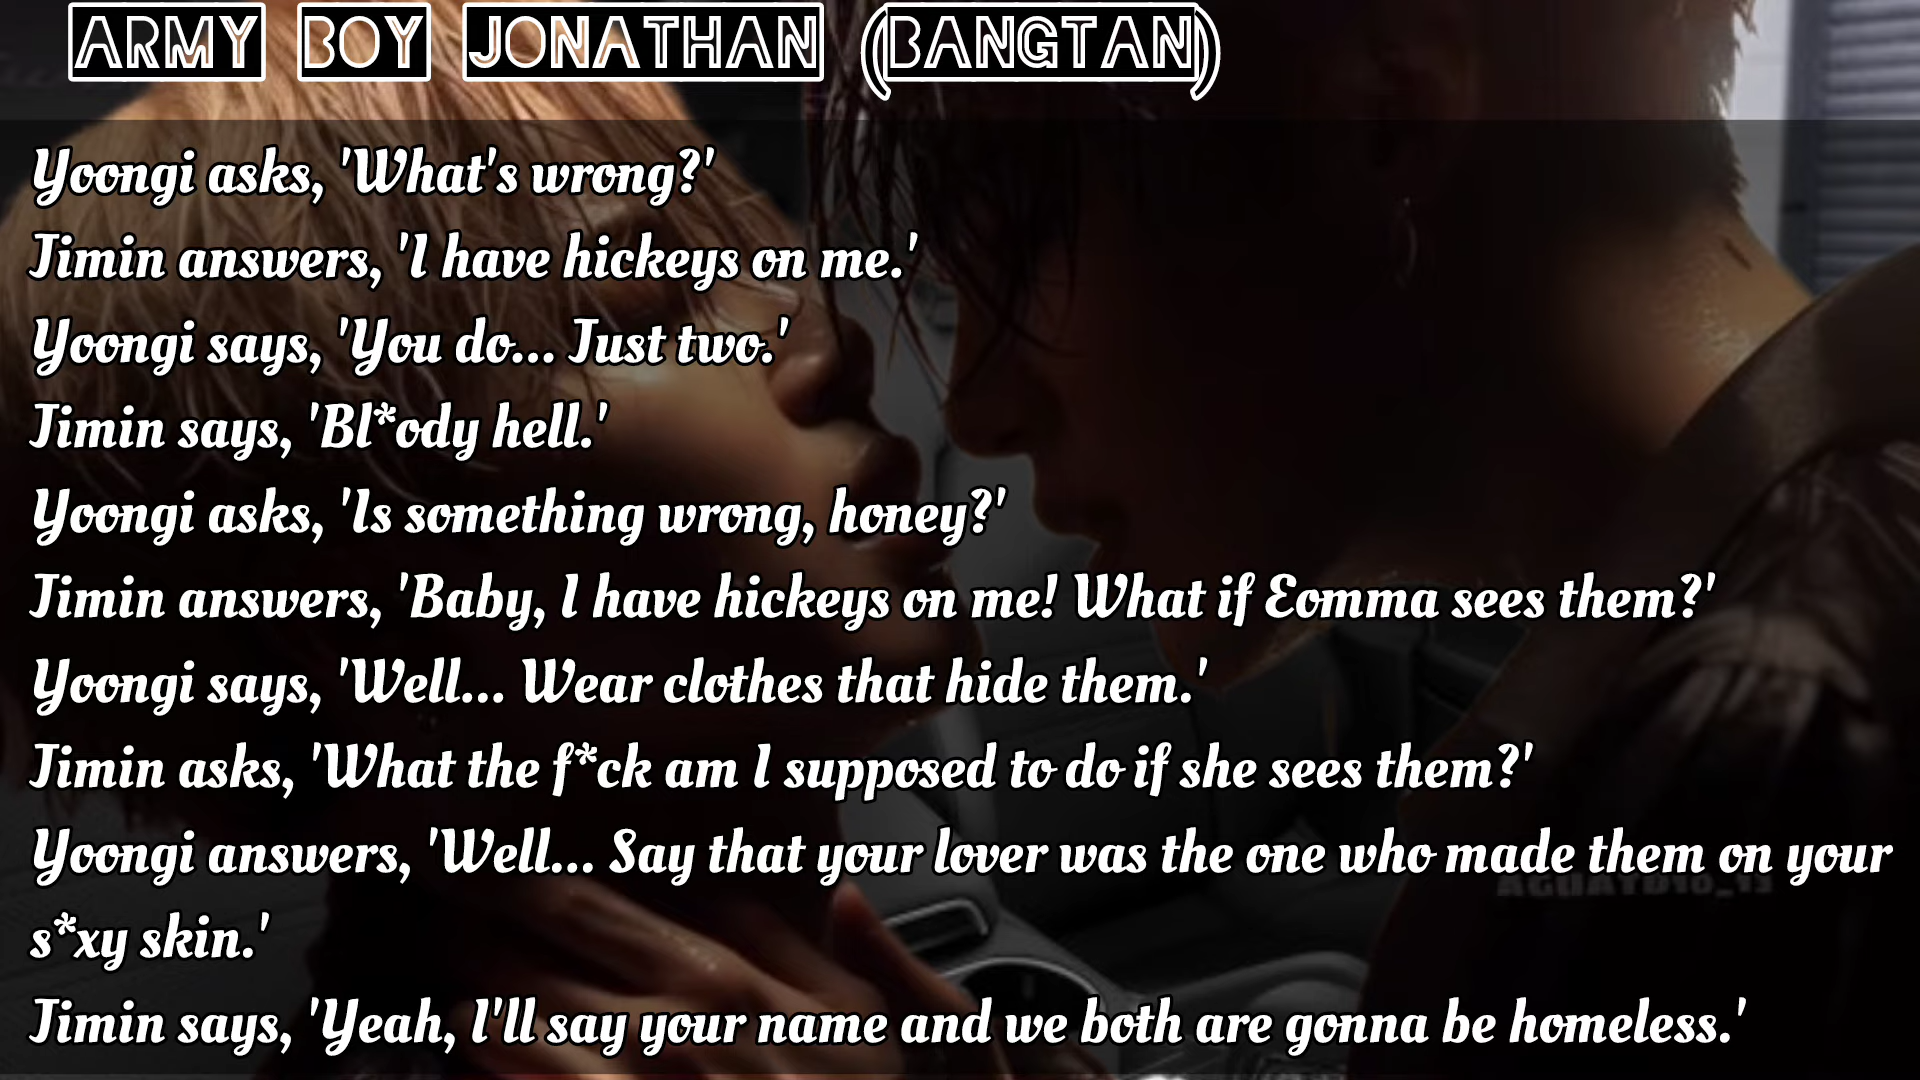 ARMY BOY JONATHAN (BANGTAN)
Yoongi asks, 'What's wrong?'
Jimin answers, 'I have hickeys on me.'
Yoongi says, 'You do... Just two.'
Jimin says, 'Bl*ody hell.'
Yoongi asks, 'Is something wrong, honey?'
Jimin answers, 'Baby, I have hickeys on me! What if Eomma sees them?'
Yoongi says, 'Well... Wear clothes that hide them.'
Jimin asks, 'What the f*ck am I supposed to do if she sees them?'
Yoongi answers, 'Well... Say that your lover was the one who made them on your
s*xy skin.'
Jimin says, 'Yeah, I'll say your name and we both are gonna be homeless.'